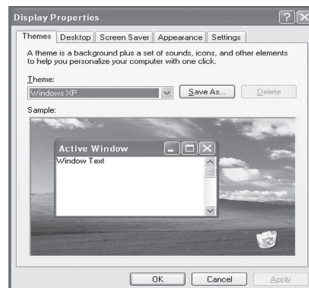 Display Properties
Themes Desktop Screen Saver Appearance Settings
A theme is a background plus a set of sounds, icons, and other elements
to help you personalize your computer with one click.
Theme:
Windows XP Save As... Delete
Sample:
Active Window
Window Text
OK Cancel Apply